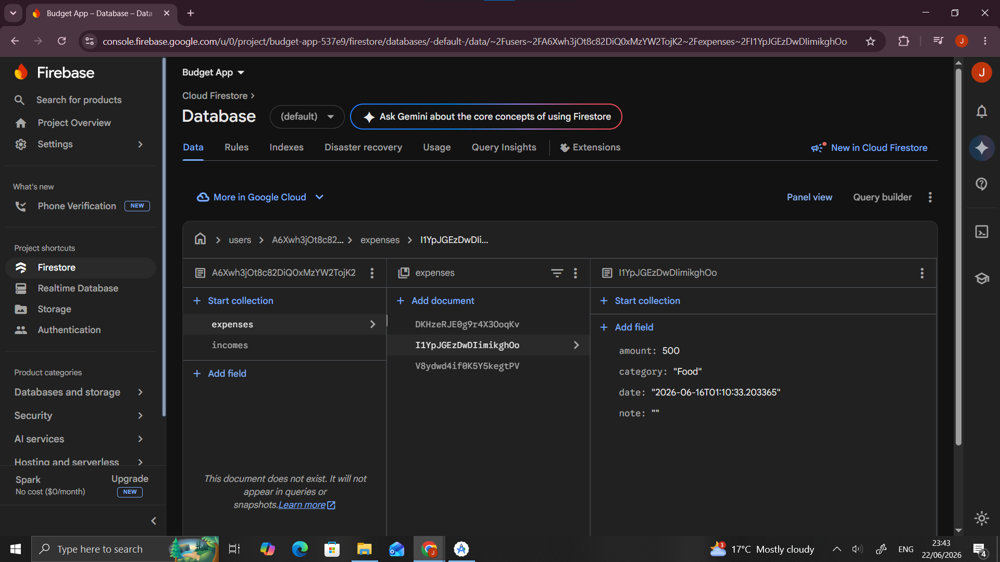 Budget App – Database – Data
console.firebase.google.com/u/0/project/budget-app-537e9/firestore/databases/-default-/data/~2Fusers~2FA6Xwh3jOt8c82DiQ0xMzYW2TojK2~2Fexpenses~2FI1YpJGEzDwDIimikghOo
J
Firebase
Search for products
Project Overview
Settings
What's new
Phone Verification NEW
Project shortcuts
Firestore
Realtime Database
Storage
Authentication
Product categories
Databases and storage
Security
AI services
Hosting and serverless
Spark
No cost ($0/month)
Upgrade
NEW
Budget App
Cloud Firestore
Database
(default)
Ask Gemini about the core concepts of using Firestore
Data Rules Indexes Disaster recovery Usage Query Insights Extensions
New in Cloud Firestore
More in Google Cloud
Panel view Query builder
users A6Xwh3jOt8c82... expenses I1YpJGEzDwDIi...
A6Xwh3jOt8c82DiQ0xMzYW2TojK2
Start collection
expenses
incomes
Add field
This document does not exist. It will not
appear in queries or
snapshots.Learn more
expenses
Add document
DKHzeRJE0g9r4X3OoqKv
I1YpJGEzDwDIimikghOo
V8ydwd4if0K5Y5kegtPV
I1YpJGEzDwDIimikghOo
Start collection
Add field
amount: 500
category: "Food"
date: "2026-06-16T01:10:33.203365"
note: ""
J
Type here to search
J
3
17°C Mostly cloudy
ENG
23:43
22/06/2026
4